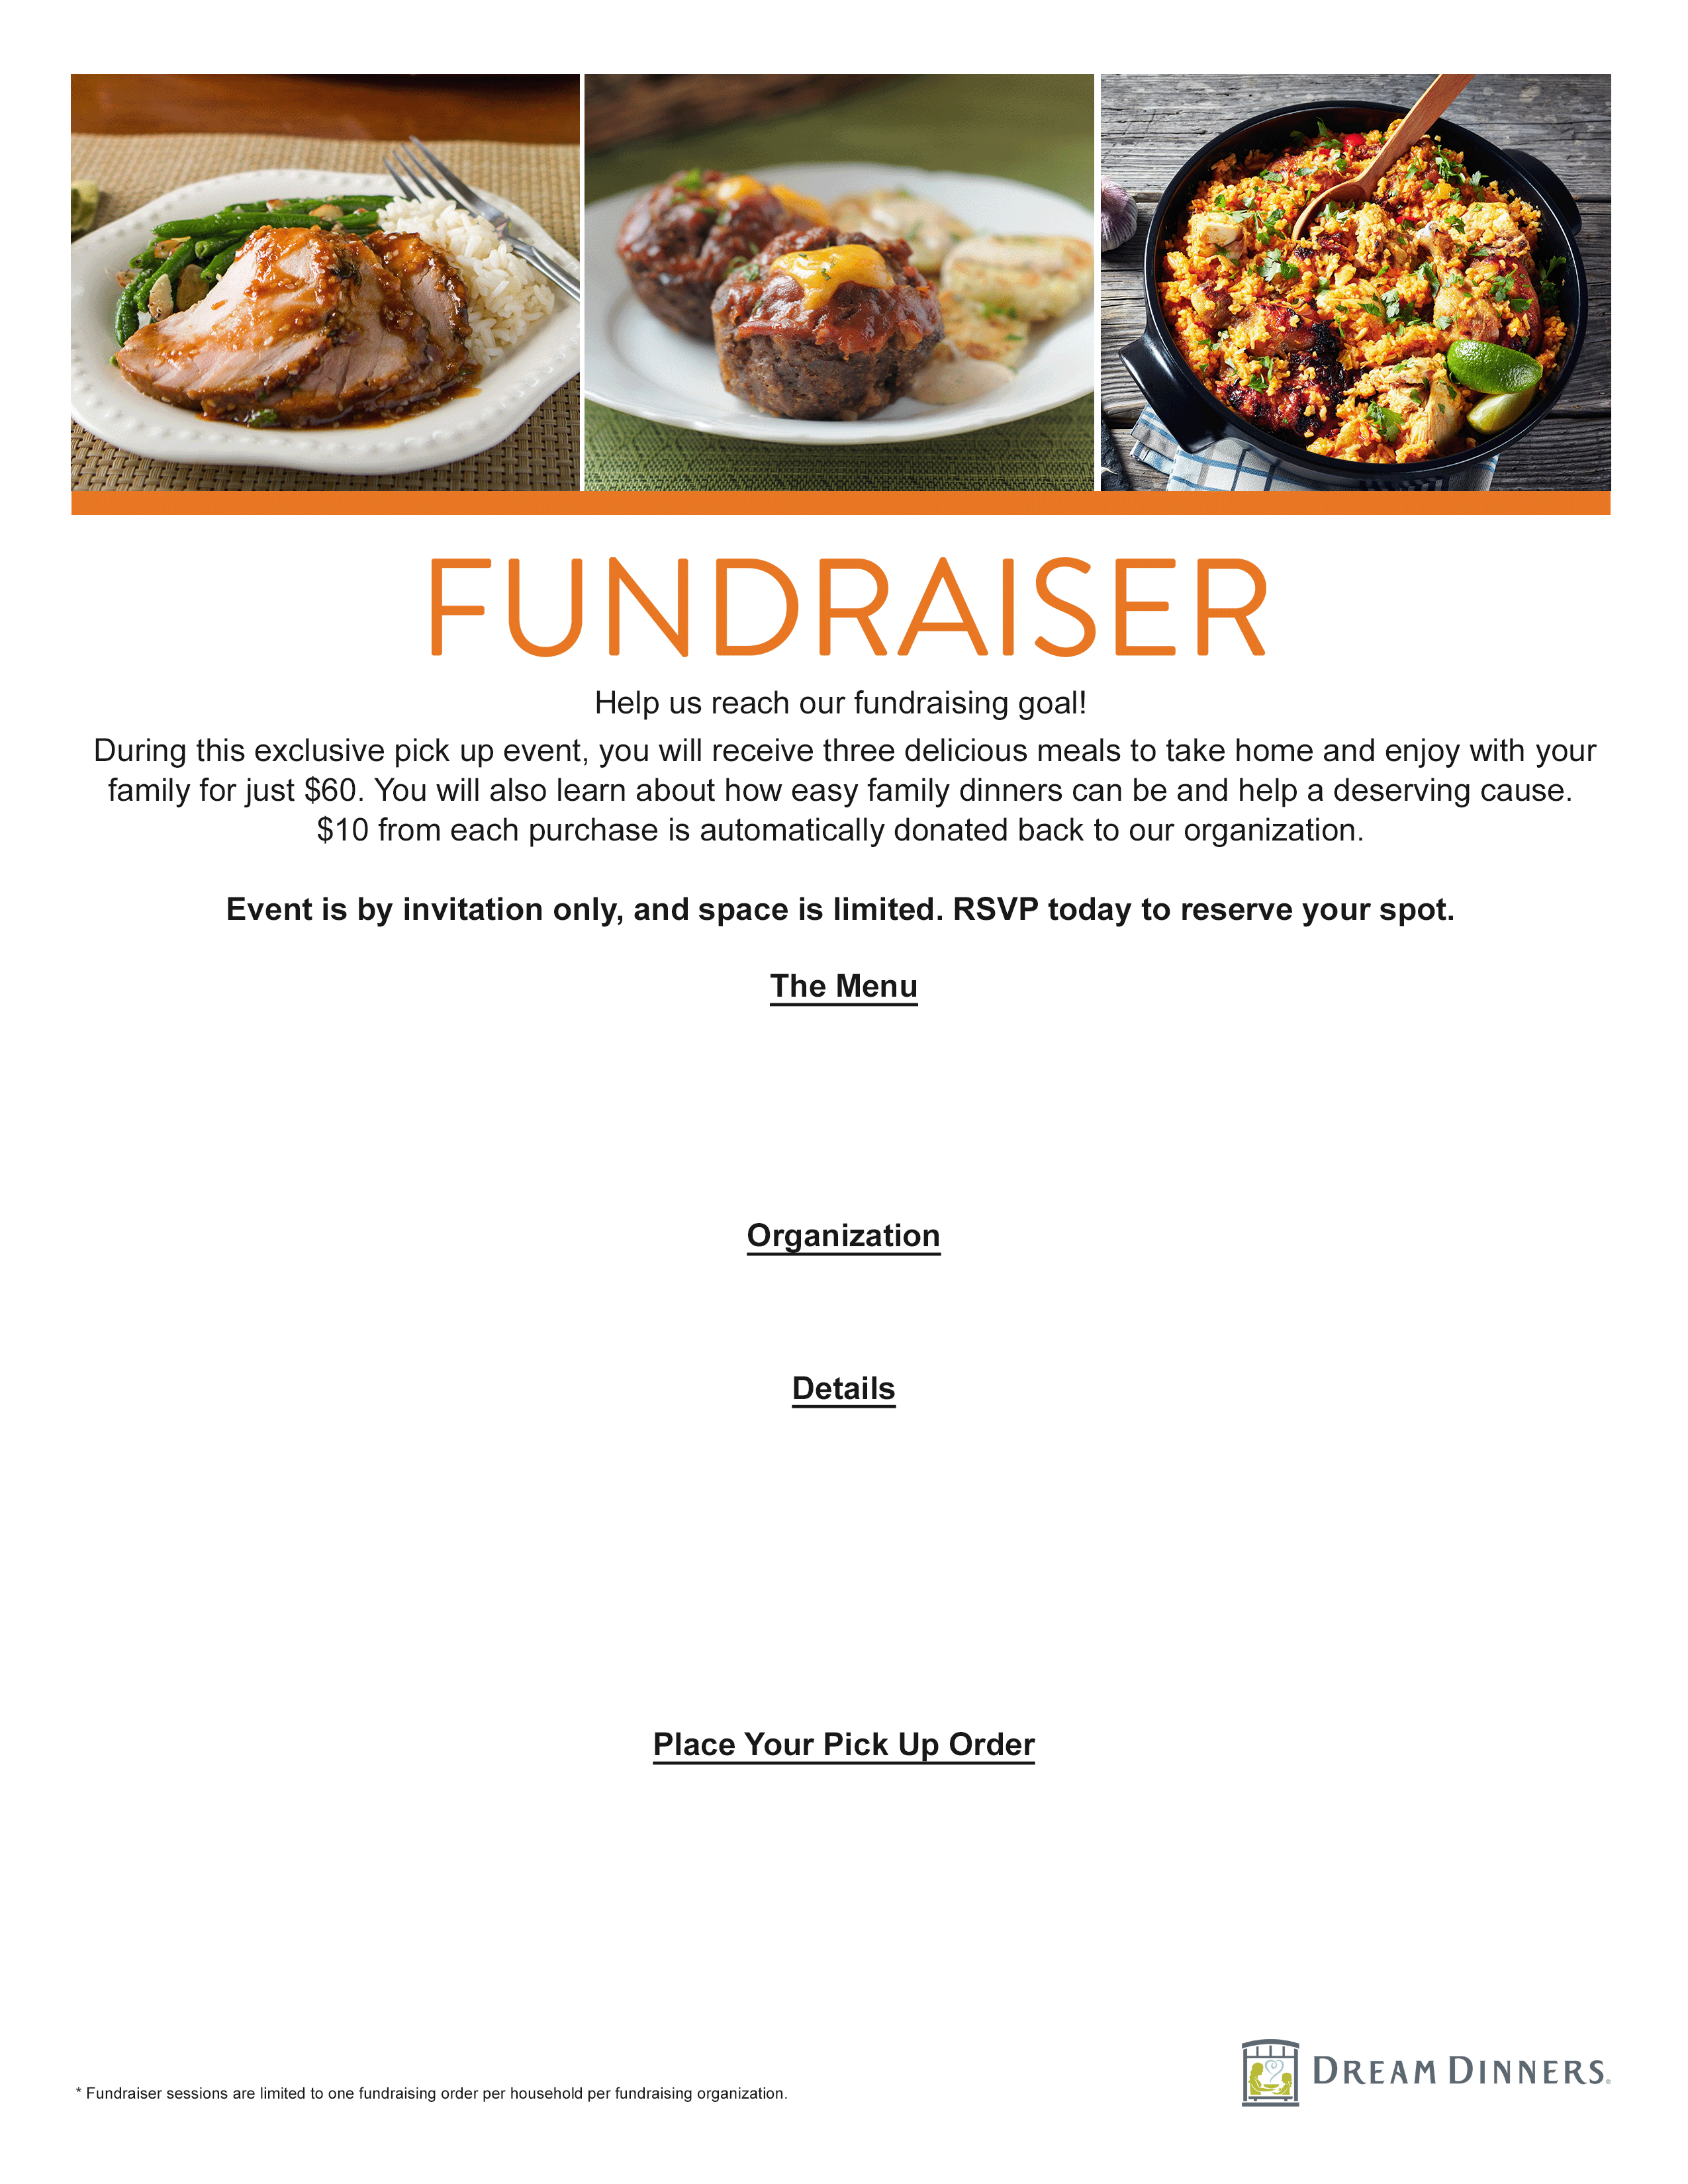 FUNDRAISER
Help us reach our fundraising goal!
During this exclusive pick up event, you will receive three delicious meals to take home and enjoy with your
family for just $60. You will also learn about how easy family dinners can be and help a deserving cause.
$10 from each purchase is automatically donated back to our organization.
Event is by invitation only, and space is limited. RSVP today to reserve your spot.
The Menu
Organization
Details
Place Your Pick Up Order
* Fundraiser sessions are limited to one fundraising order per household per fundraising organization.
DREAM DINNERS®